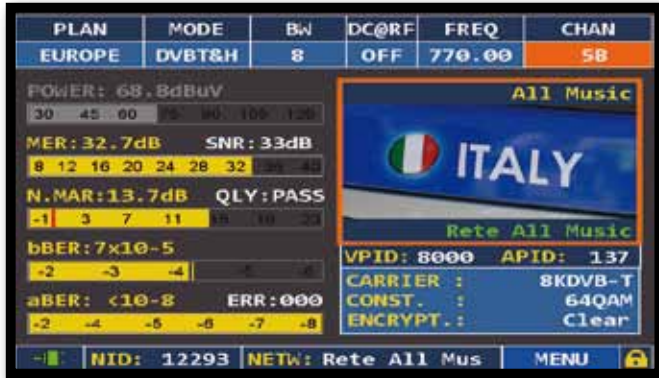 PLAN MODE BW DC@RF FREQ CHAN
EUROPE DVBT&H 8 OFF 770.00 58
POWER: 68.8dBuV
30 45 60 75 90 105 120
All Music
MER:32.7dB SNR:33dB
8 12 16 20 24 28 32 36 40
ITALY
N.MAR:13.7dB QLY:PASS
-1 3 7 11 15 19 23
Rete All Music
bBER:7x10-5
-2 -3 -4 -5 -6
VPID: 8000 APID: 137
CARRIER : 8KDVB-T
aBER: <10-8 ERR:000
CONST. : 64QAM
-2 -4 -5 -6 -7 -8
ENCRYPT.: Clear
NID: 12293 NETW: Rete All Mus MENU